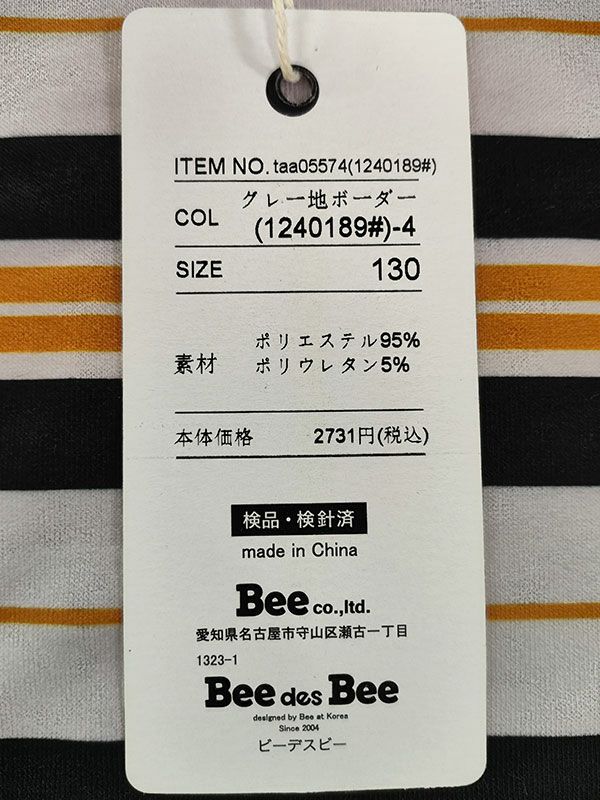 ITEM NO. taa05574(1240189#)
COL グレー地ボーダー
(1240189#)-4
SIZE 130
素材 ポリエステル95%
ポリウレタン5%
本体価格 2731円(税込)
検品・検針済
made in China
Bee co.,ltd.
愛知県名古屋市守山区瀬古一丁目
1323-1
Bee des Bee
designed by Bee at Korea
Since 2004
ビーデスビー